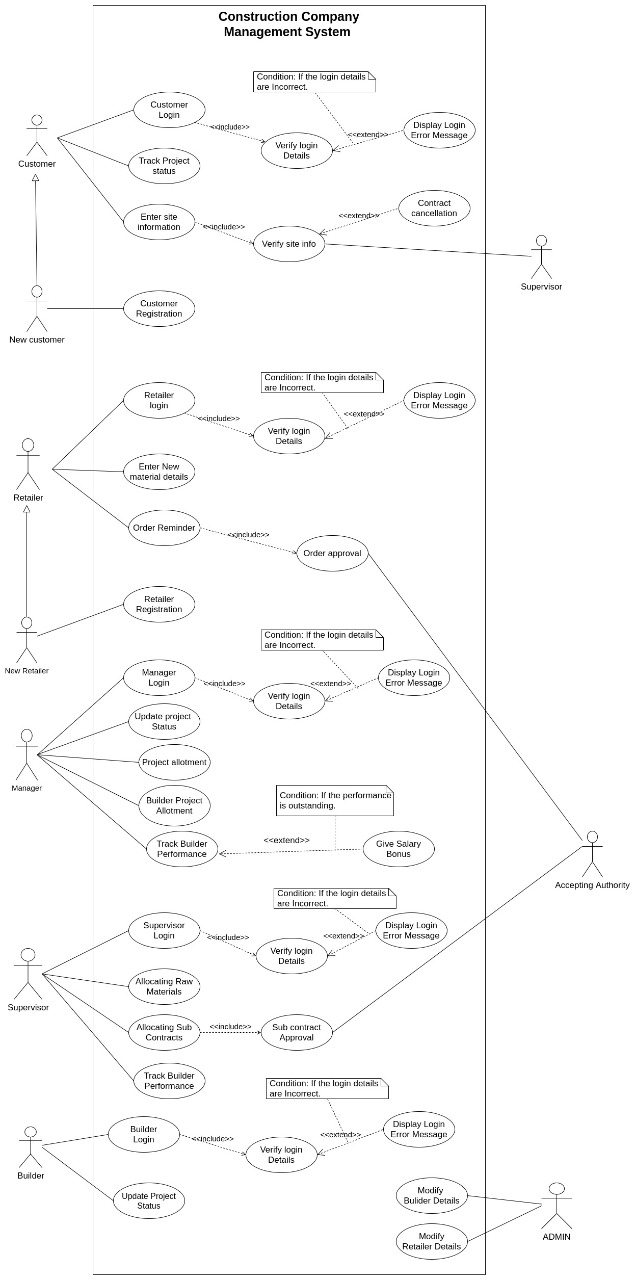 Construction Company
Management System
Condition: If the login details
are Incorrect.
Customer
Login
<<include>>
Verify login
Details
<<extend>>
Display Login
Error Message
Customer
Track Project
status
Enter site
information
<<include>>
Verify site info
<<extend>>
Contract
cancellation
Supervisor
New customer
Customer
Registration
Condition: If the login details
are Incorrect.
Retailer
login
<<include>>
Verify login
Details
<<extend>>
Display Login
Error Message
Retailer
Enter New
material details
Order Reminder
<<include>>
Order approval
Retailer
Registration
New Retailer
Condition: If the login details
are Incorrect.
Manager
Login
<<include>>
Verify login
Details
<<extend>>
Display Login
Error Message
Update project
Status
Manager
Project allotment
Builder Project
Allotment
Condition: If the performance
is outstanding.
Track Builder
Performance
<<extend>>
Give Salary
Bonus
Accepting Authority
Condition: If the login details
are Incorrect.
Supervisor
Login
<<include>>
Verify login
Details
<<extend>>
Display Login
Error Message
Supervisor
Allocating Raw
Materials
Allocating Sub
Contracts
<<include>>
Sub contract
Approval
Track Builder
Performance
Condition: If the login details
are Incorrect.
Builder
Login
<<include>>
Verify login
Details
<<extend>>
Display Login
Error Message
Builder
Update Project
Status
Modify
Bulider Details
Modify
Retailer Details
ADMIN